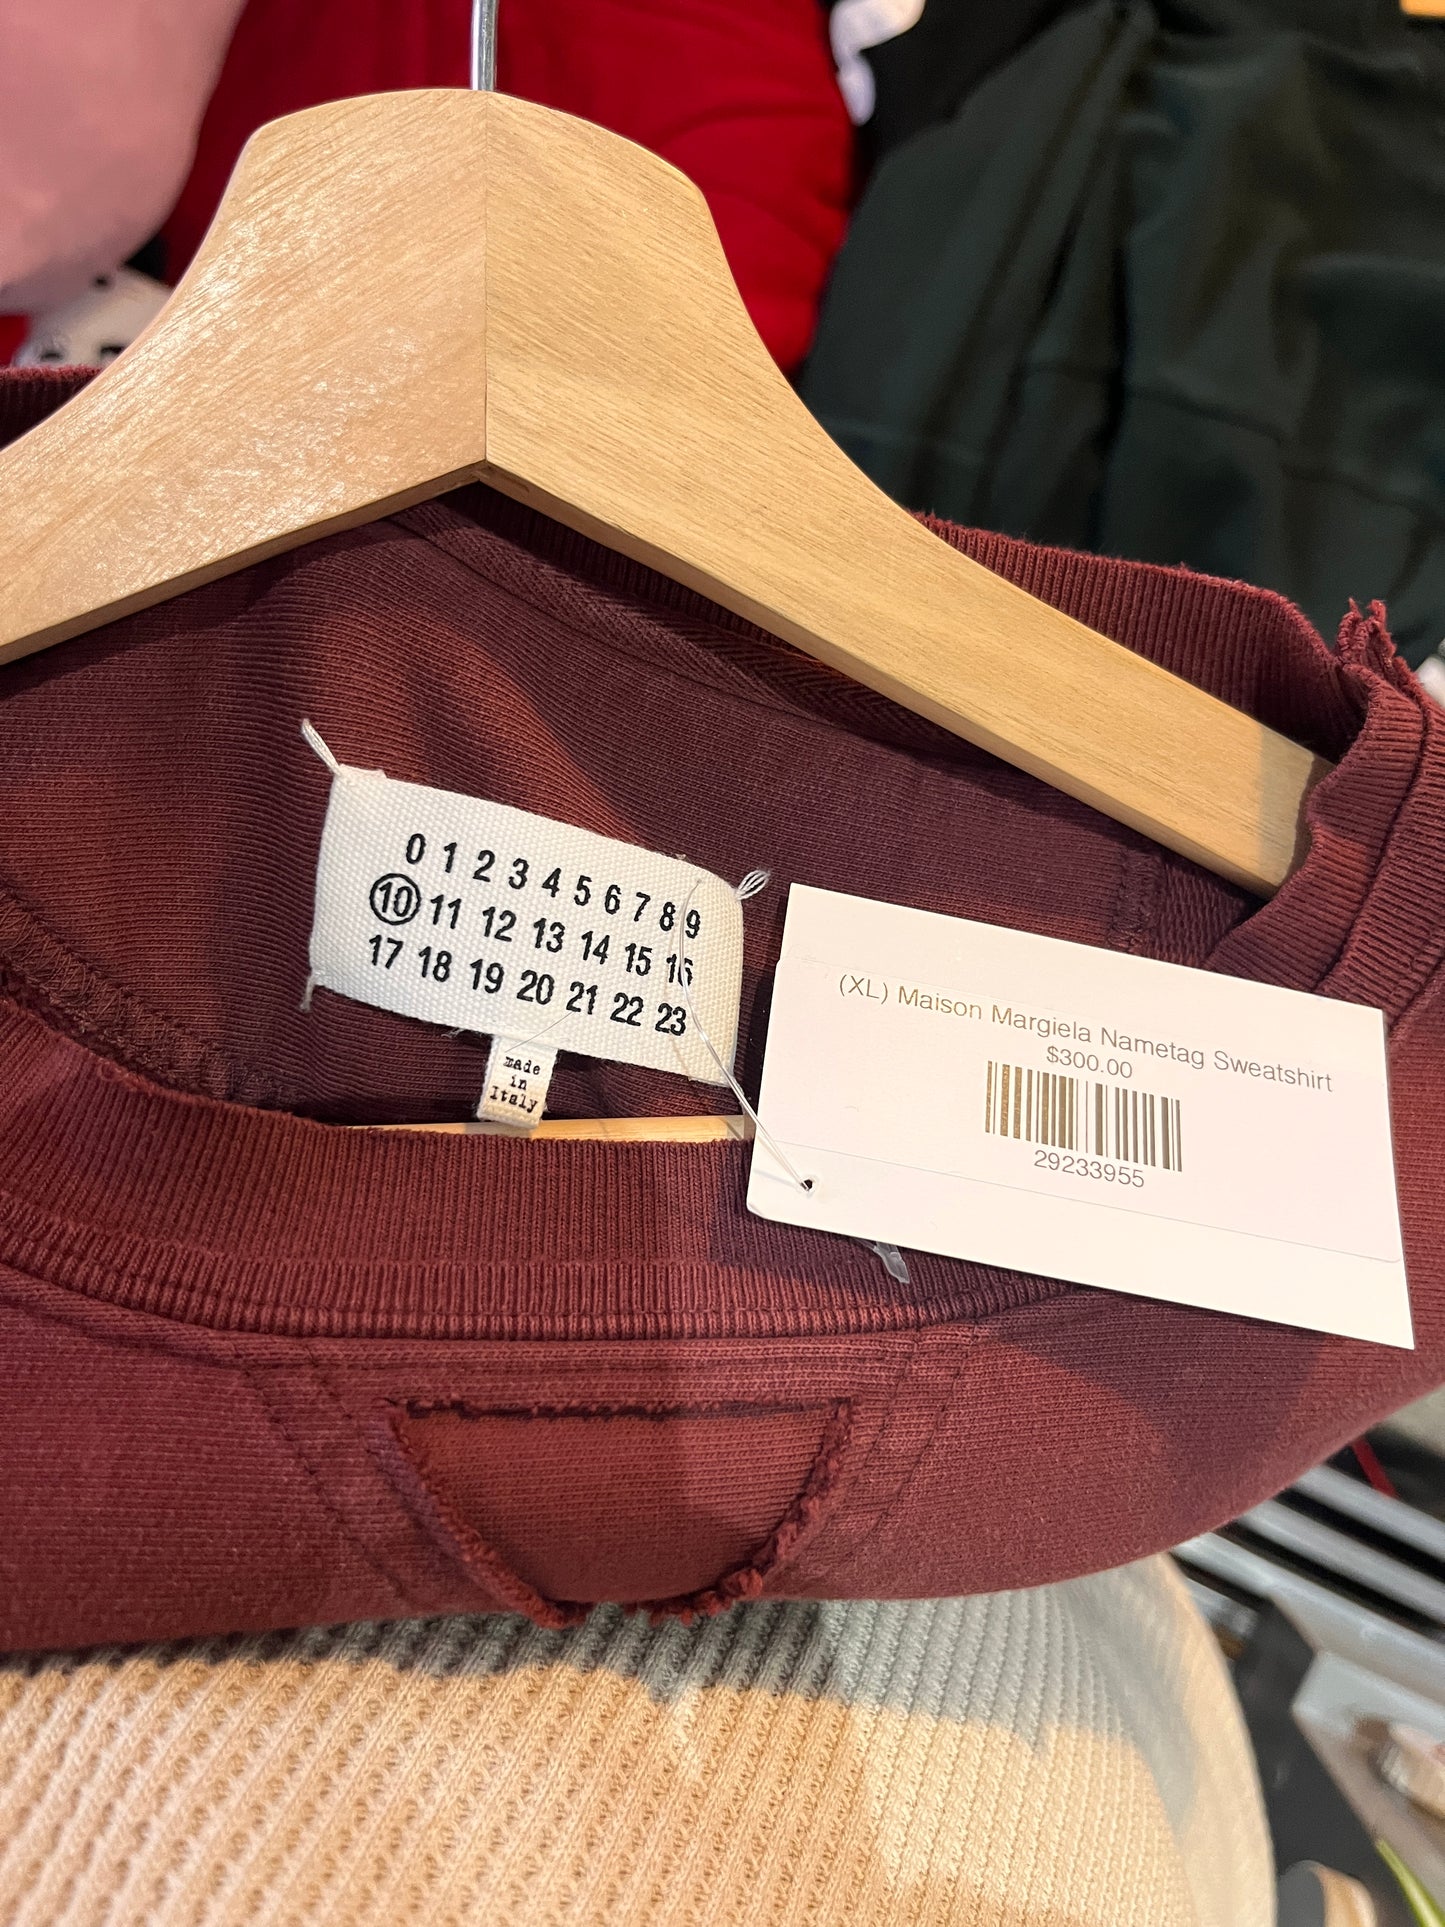 0 1 2 3 4 5 6 7 8 9
10 11 12 13 14 15 16
17 18 19 20 21 22 23
made
in
Italy
(XL) Maison Margiela Nametag Sweatshirt
$300.00
29233955